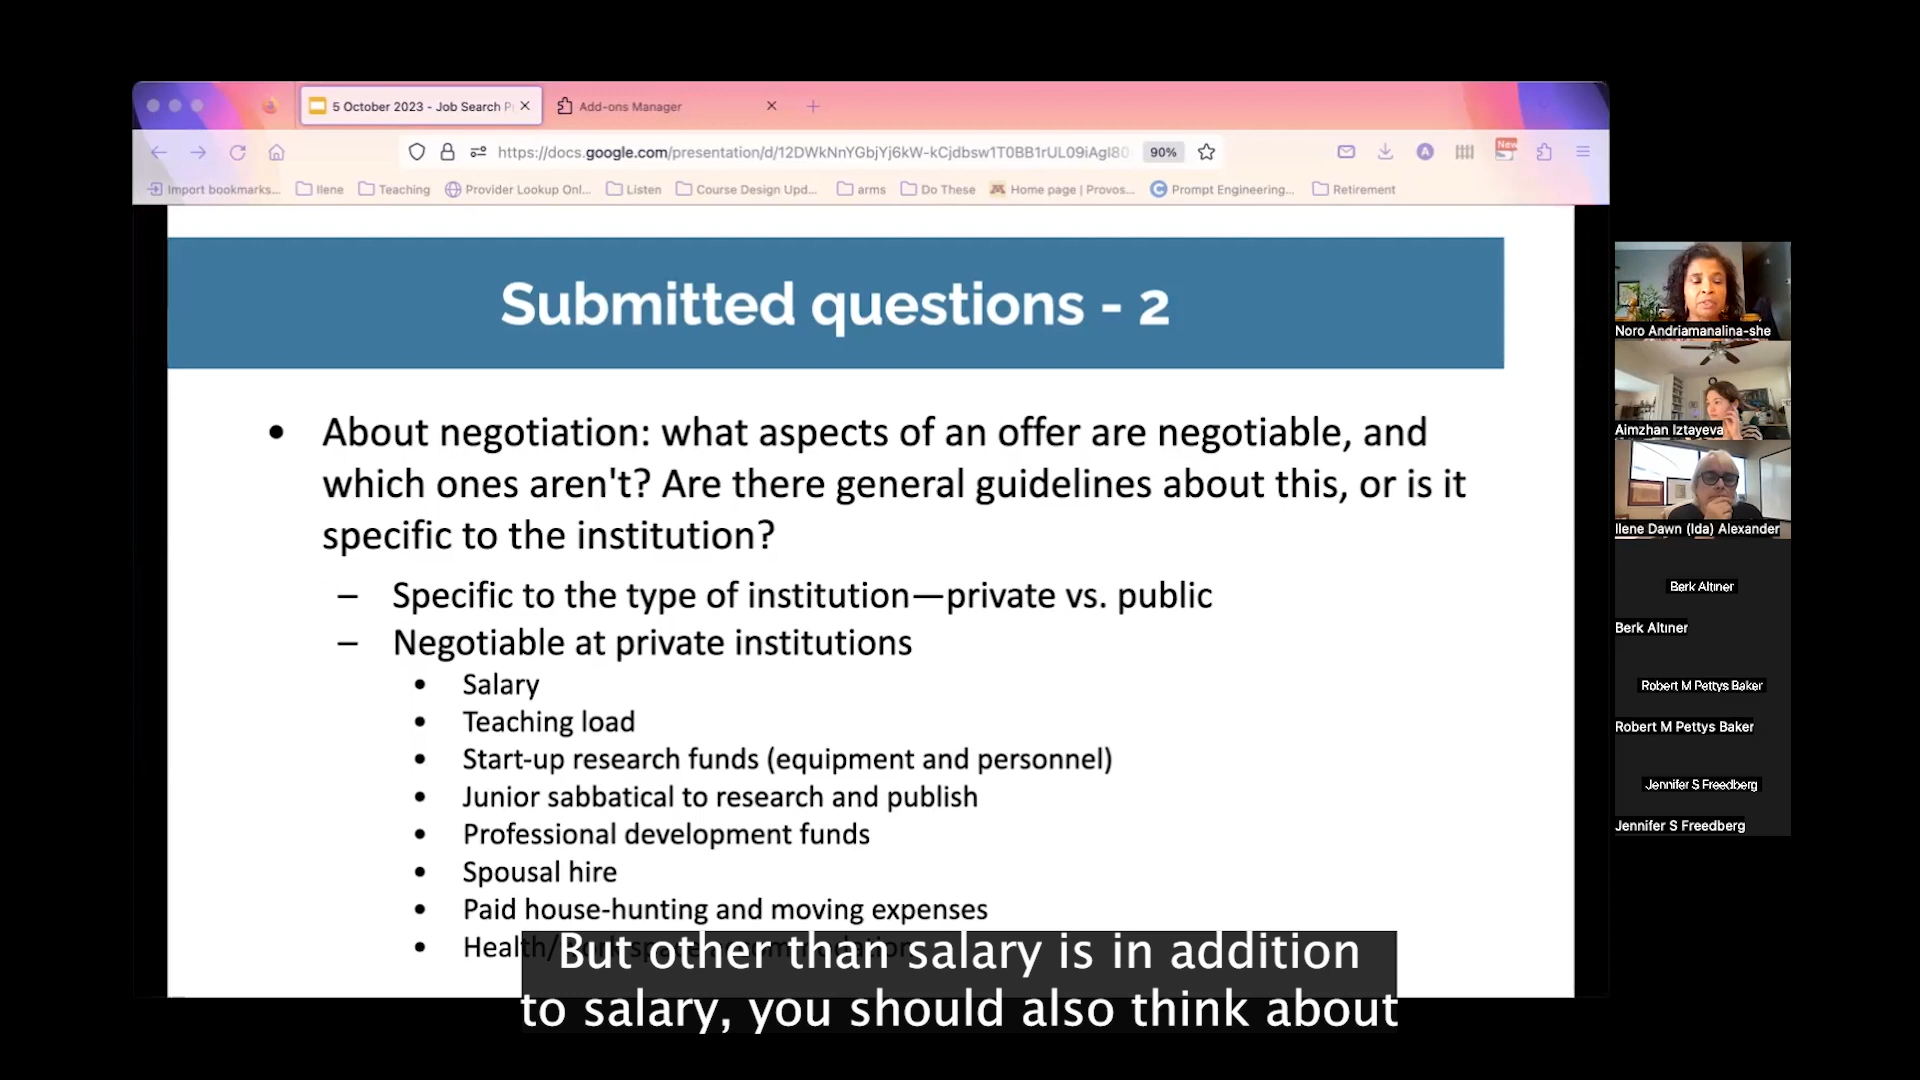 5 October 2023 - Job Search P
Add-ons Manager
https://docs.google.com/presentation/d/12DWkNnYGbjYj6kW-kCjdbsw1T0BB1rUL09iAgI80
90%
New
Import bookmarks...
Ilene
Teaching
Provider Lookup Onl...
Listen
Course Design Upd...
arms
Do These
Home page | Provos...
Prompt Engineering...
Retirement
Submitted questions - 2
• About negotiation: what aspects of an offer are negotiable, and
which ones aren't? Are there general guidelines about this, or is it
specific to the institution?
– Specific to the type of institution—private vs. public
– Negotiable at private institutions
• Salary
• Teaching load
• Start-up research funds (equipment and personnel)
• Junior sabbatical to research and publish
• Professional development funds
• Spousal hire
• Paid house-hunting and moving expenses
• Health/
But other than salary is in addition
to salary, you should also think about
Noro Andriamanalina-she
Aimzhan Iztayeva
Ilene Dawn (Ida) Alexander
Berk Altıner
Berk Altıner
Robert M Pettys Baker
Robert M Pettys Baker
Jennifer S Freedberg
Jennifer S Freedberg